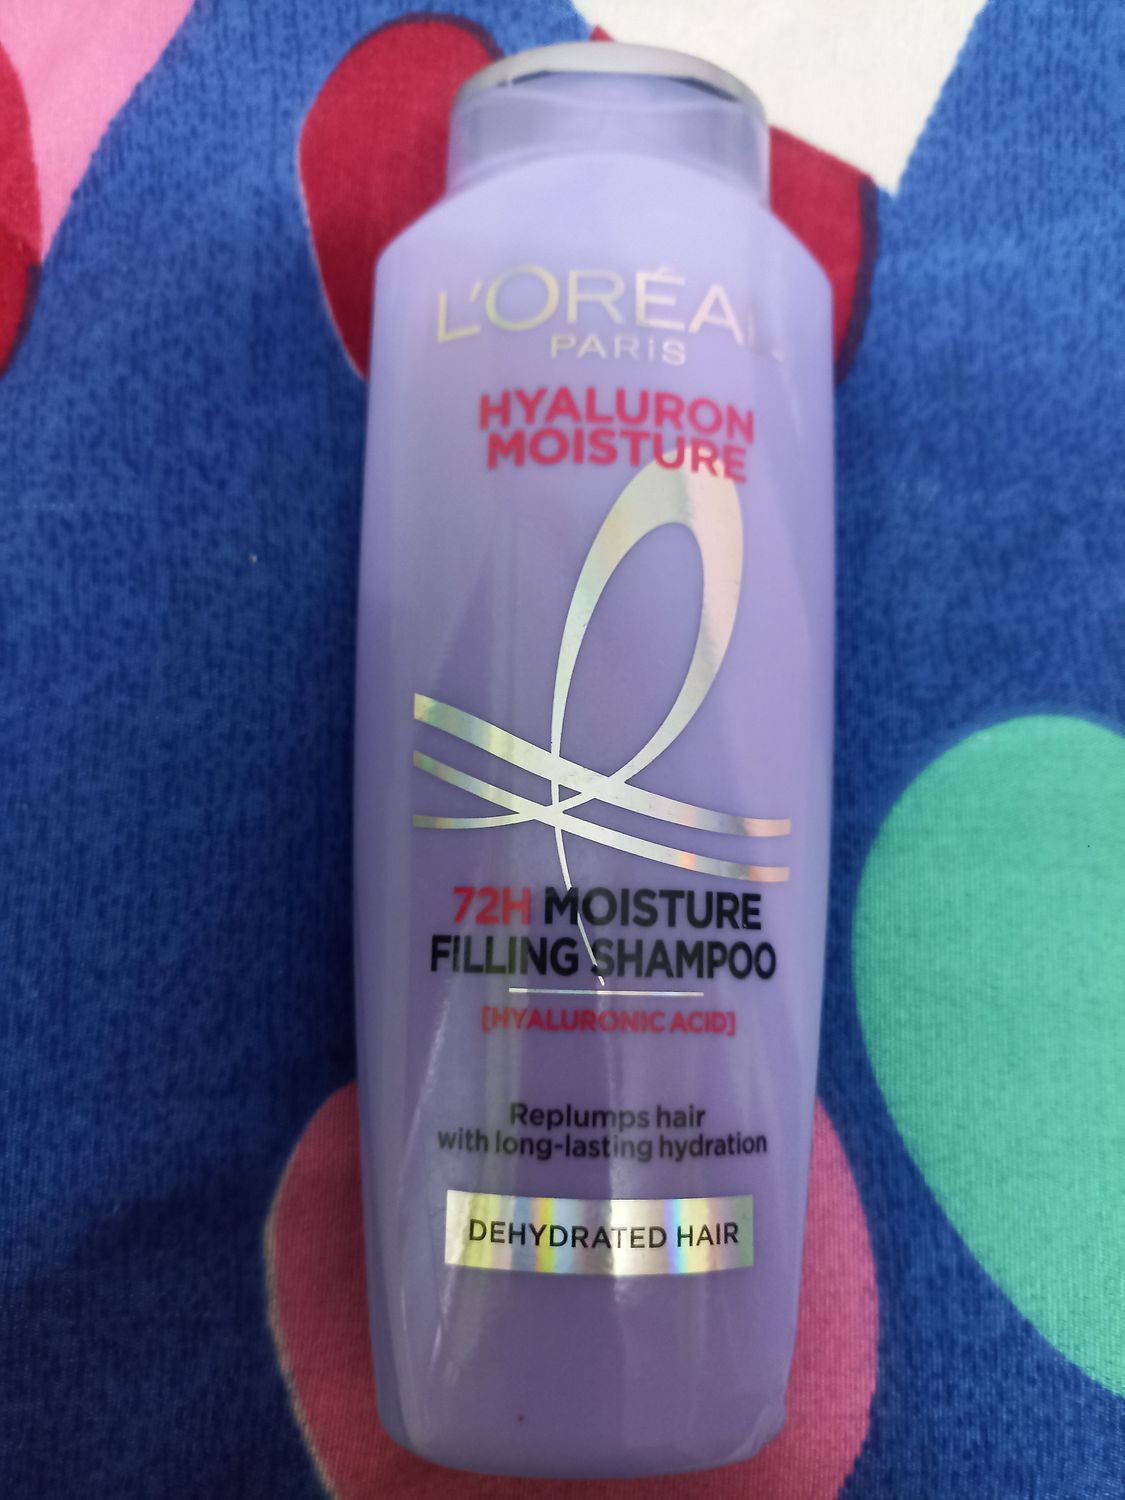 L'ORÉAL
PARiS
HYALURON
MOISTURE
72H MOISTURE
FILLING SHAMPOO
[HYALURONIC ACID]
Replumps hair
with long-lasting hydration
DEHYDRATED HAIR